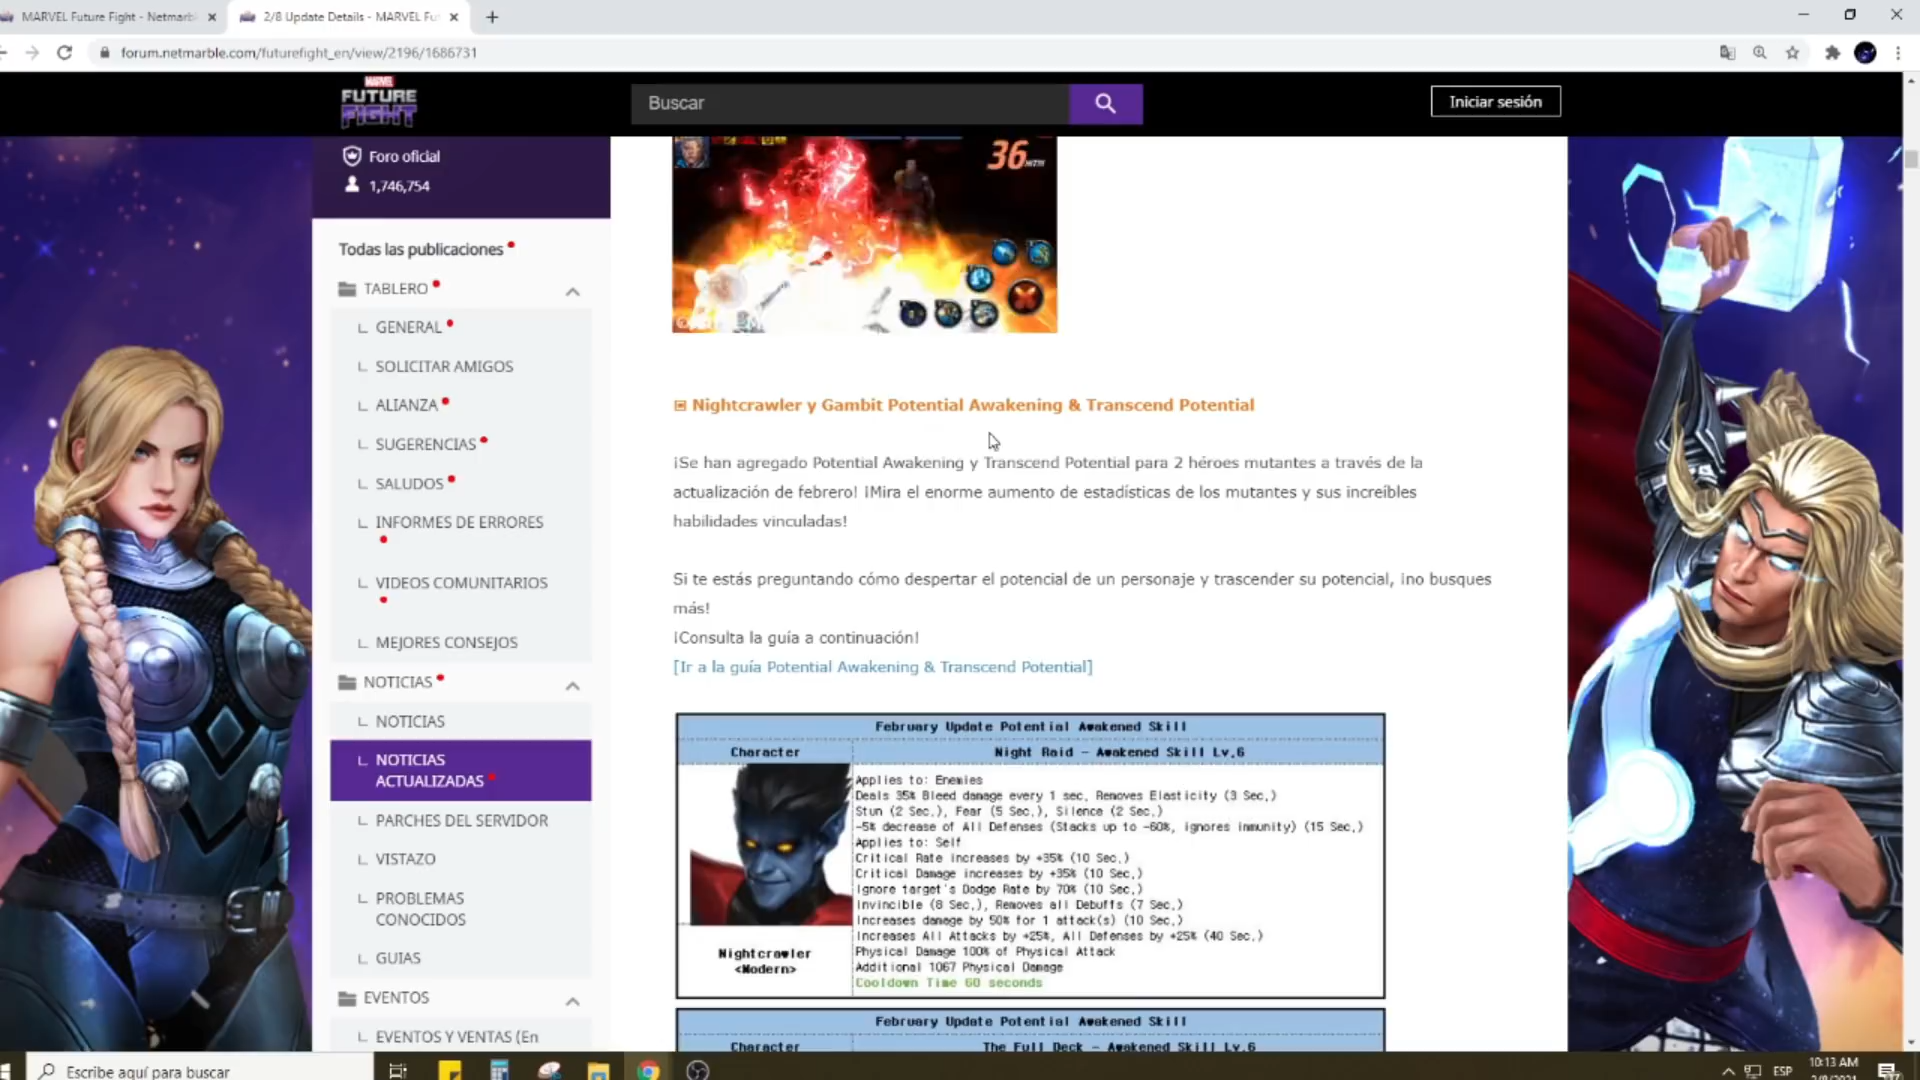 MARVEL Future Fight - Netmarbl
2/8 Update Details - MARVEL Fut
forum.netmarble.com/futurefight_en/view/2196/1686731
MARVEL
FUTURE
FIGHT
Buscar
Iniciar sesión
Foro oficial
1,746,754
Todas las publicaciones
TABLERO
GENERAL
SOLICITAR AMIGOS
ALIANZA
SUGERENCIAS
SALUDOS
INFORMES DE ERRORES
VIDEOS COMUNITARIOS
MEJORES CONSEJOS
NOTICIAS
NOTICIAS
NOTICIAS
ACTUALIZADAS
PARCHES DEL SERVIDOR
VISTAZO
PROBLEMAS
CONOCIDOS
GUIAS
EVENTOS
EVENTOS Y VENTAS (En
36
Nightcrawler y Gambit Potential Awakening & Transcend Potential
¡Se han agregado Potential Awakening y Transcend Potential para 2 héroes mutantes a través de la
actualización de febrero! ¡Mira el enorme aumento de estadísticas de los mutantes y sus increíbles
habilidades vinculadas!
Si te estás preguntando cómo despertar el potencial de un personaje y trascender su potencial, ¡no busques
más!
¡Consulta la guía a continuación!
[Ir a la guía Potential Awakening & Transcend Potential]
February Update Potential Awakened Skill
Character
Night Raid - Awakened Skill Lv.6
Applies to: Enemies
Deals 35% Bleed damage every 1 sec, Removes Elasticity (3 Sec.)
Stun (2 Sec.), Fear (5 Sec.), Silence (2 Sec.)
-5% decrease of All Defenses (Stacks up to -60%, ignores immunity) (15 Sec.)
Applies to: Self
Critical Rate increases by +35% (10 Sec.)
Critical Damage increases by +35% (10 Sec.)
Ignore target's Dodge Rate by 70% (10 Sec.)
Invincible (8 Sec.), Removes all Debuffs (7 Sec.)
Increases damage by 50% for 1 attack(s) (10 Sec.)
Increases All Attacks by +25%, All Defenses by +25% (40 Sec.)
Physical Damage 100% of Physical Attack
Additional 1067 Physical Damage
Cooldown Time 60 seconds
Nightcrawler
<Modern>
February Update Potential Awakened Skill
Character
The Full Deck - Awakened Skill Lv.6
Escribe aquí para buscar
ESP
10:13 AM
2/8/2021